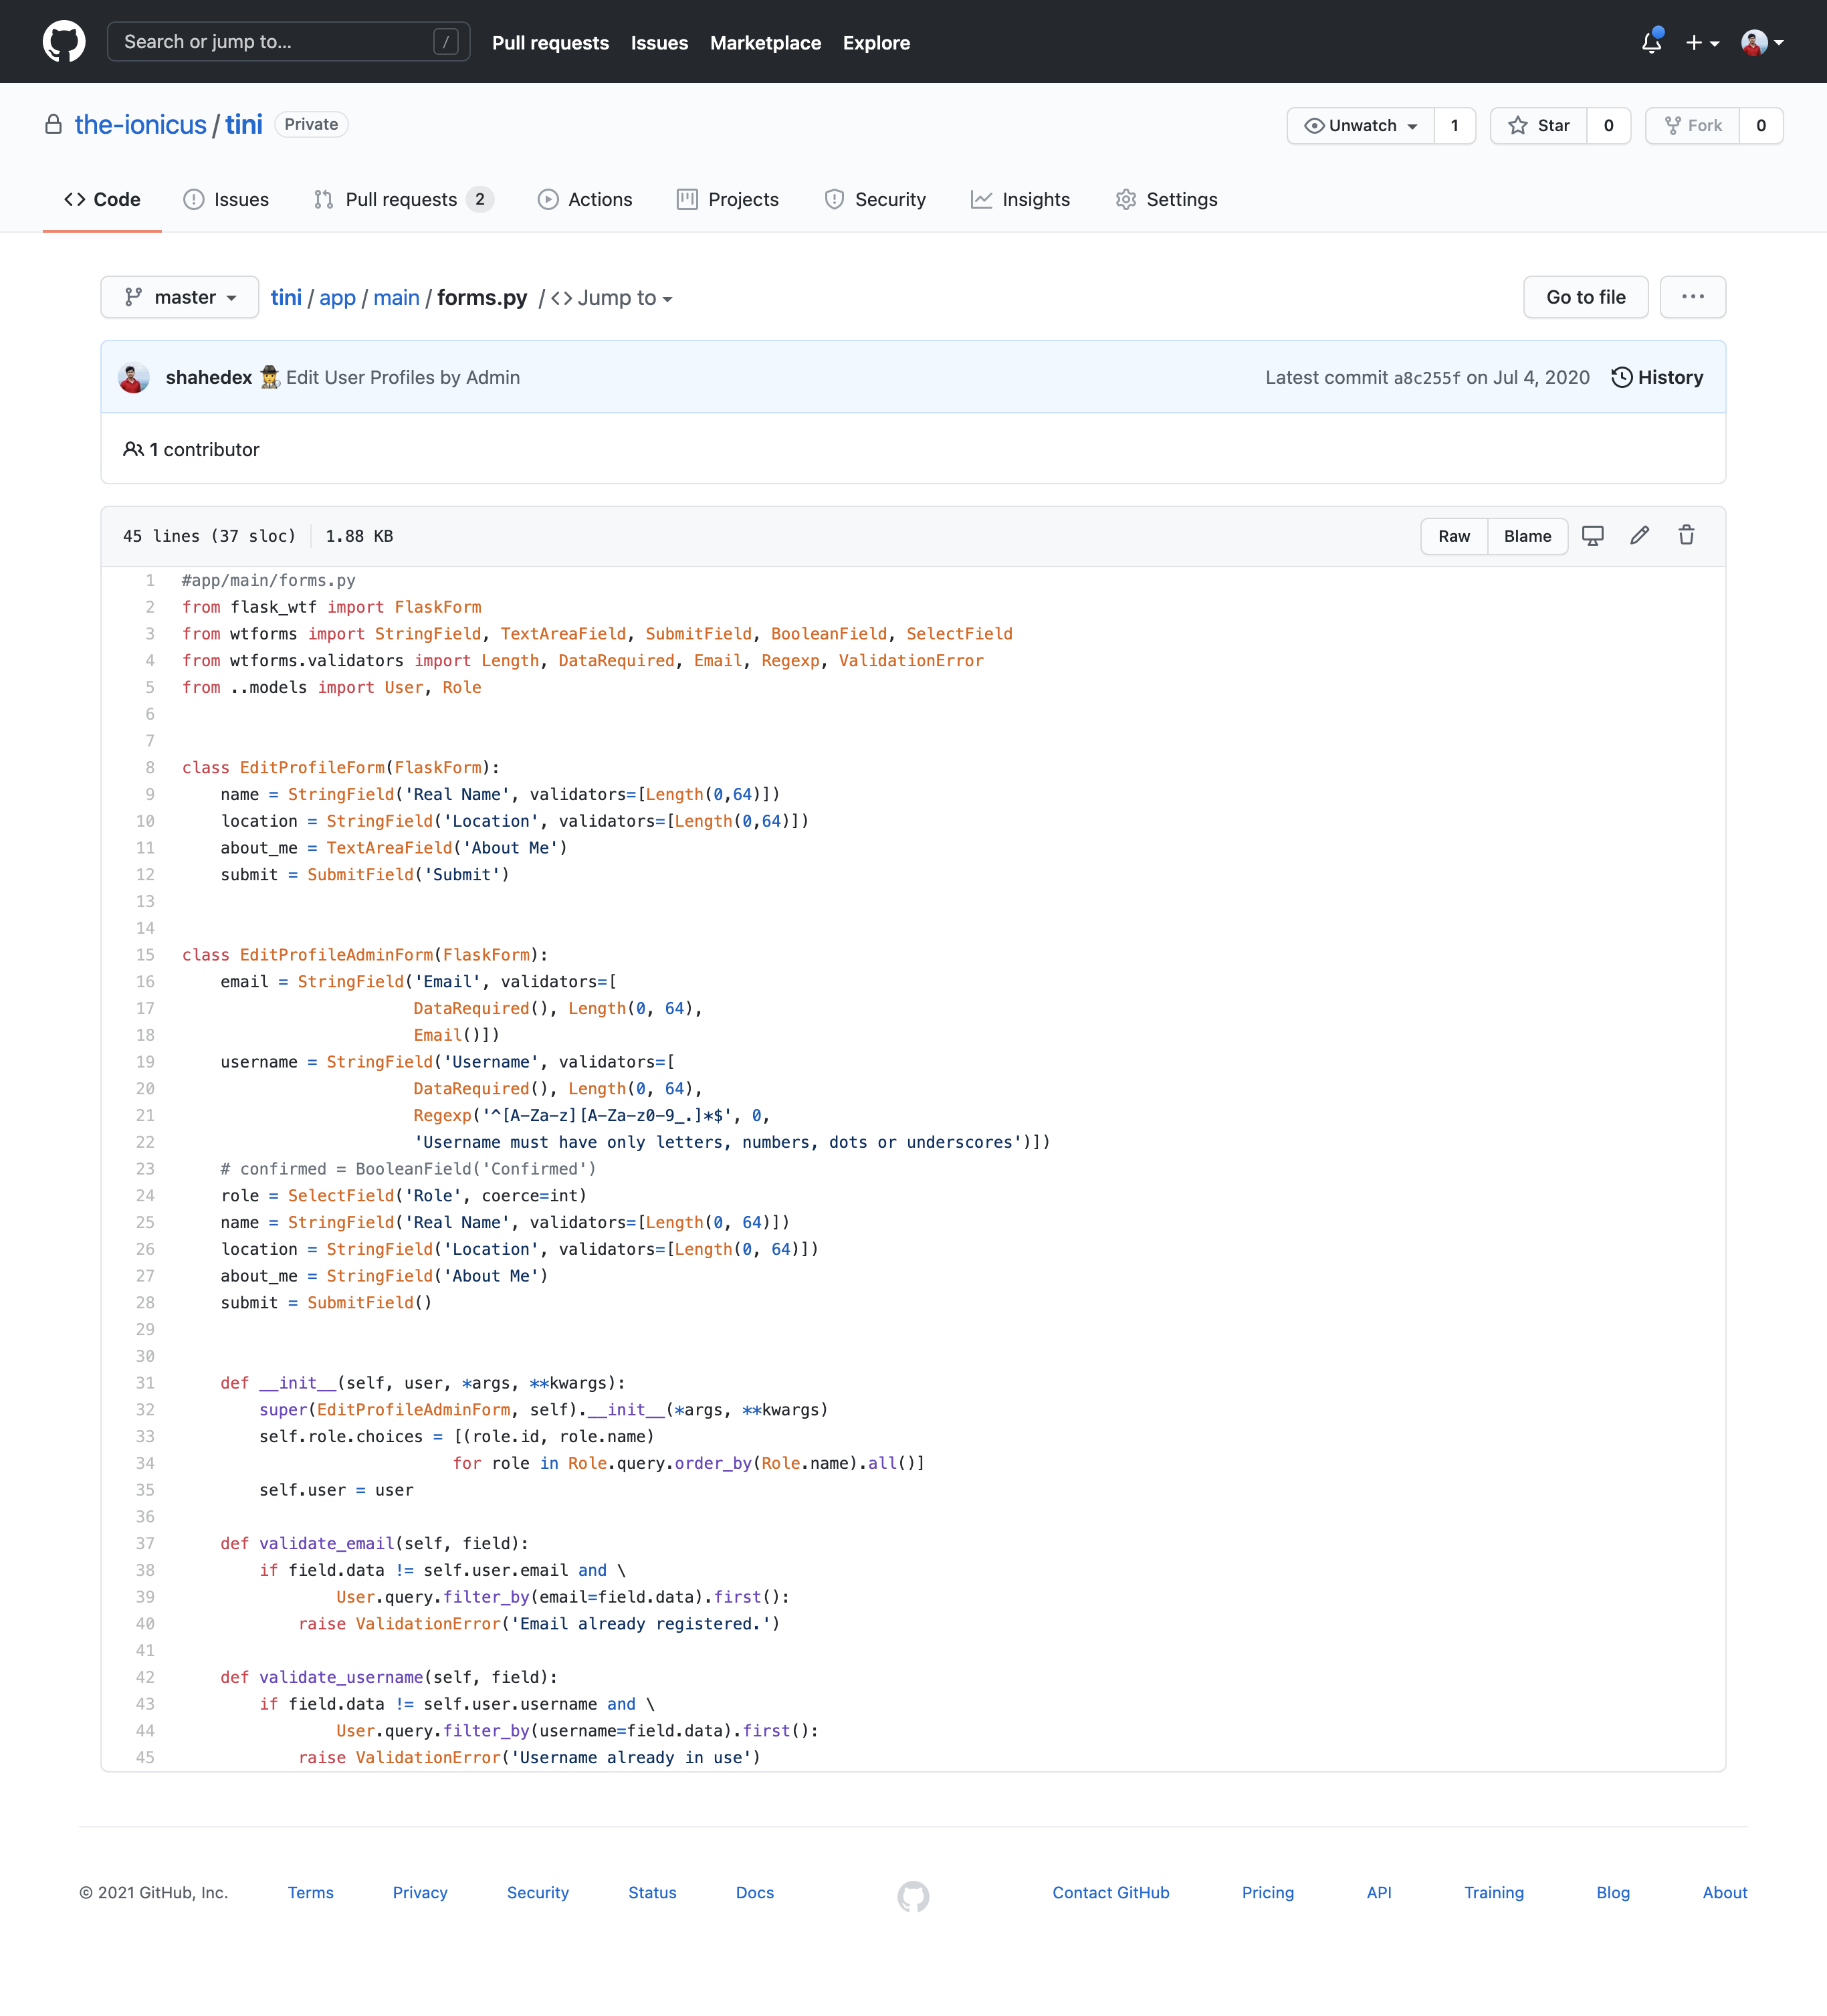 Search or jump to... / Pull requests Issues Marketplace Explore
the-ionicus / tini Private Unwatch 1 Star 0 Fork 0
Code Issues Pull requests 2 Actions Projects Security Insights Settings
master tini / app / main / forms.py / <> Jump to Go to file ...
shahedex 🕵️ Edit User Profiles by Admin Latest commit a8c255f on Jul 4, 2020 History
1 contributor
45 lines (37 sloc) 1.88 KB Raw Blame
1 #app/main/forms.py
2 from flask_wtf import FlaskForm
3 from wtforms import StringField, TextAreaField, SubmitField, BooleanField, SelectField
4 from wtforms.validators import Length, DataRequired, Email, Regexp, ValidationError
5 from ..models import User, Role
6
7
8 class EditProfileForm(FlaskForm):
9     name = StringField('Real Name', validators=[Length(0,64)])
10     location = StringField('Location', validators=[Length(0,64)])
11     about_me = TextAreaField('About Me')
12     submit = SubmitField('Submit')
13
14
15 class EditProfileAdminForm(FlaskForm):
16     email = StringField('Email', validators=[
17                         DataRequired(), Length(0, 64),
18                         Email()])
19     username = StringField('Username', validators=[
20                         DataRequired(), Length(0, 64),
21                         Regexp('^[A-Za-z][A-Za-z0-9_.]*$', 0,
22                         'Username must have only letters, numbers, dots or underscores')])
23     # confirmed = BooleanField('Confirmed')
24     role = SelectField('Role', coerce=int)
25     name = StringField('Real Name', validators=[Length(0, 64)])
26     location = StringField('Location', validators=[Length(0, 64)])
27     about_me = StringField('About Me')
28     submit = SubmitField()
29
30
31     def __init__(self, user, *args, **kwargs):
32         super(EditProfileAdminForm, self).__init__(*args, **kwargs)
33         self.role.choices = [(role.id, role.name)
34                             for role in Role.query.order_by(Role.name).all()]
35         self.user = user
36
37     def validate_email(self, field):
38         if field.data != self.user.email and \
39                 User.query.filter_by(email=field.data).first():
40             raise ValidationError('Email already registered.')
41
42     def validate_username(self, field):
43         if field.data != self.user.username and \
44                 User.query.filter_by(username=field.data).first():
45             raise ValidationError('Username already in use')
© 2021 GitHub, Inc. Terms Privacy Security Status Docs Contact GitHub Pricing API Training Blog About